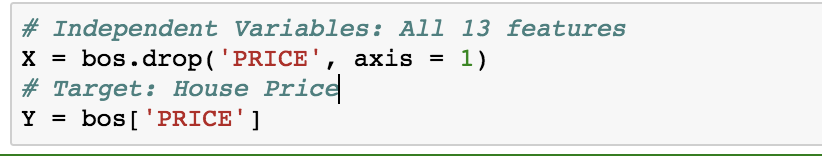 # Independent Variables: All 13 features
X = bos.drop('PRICE', axis = 1)
# Target: House Price
Y = bos['PRICE']